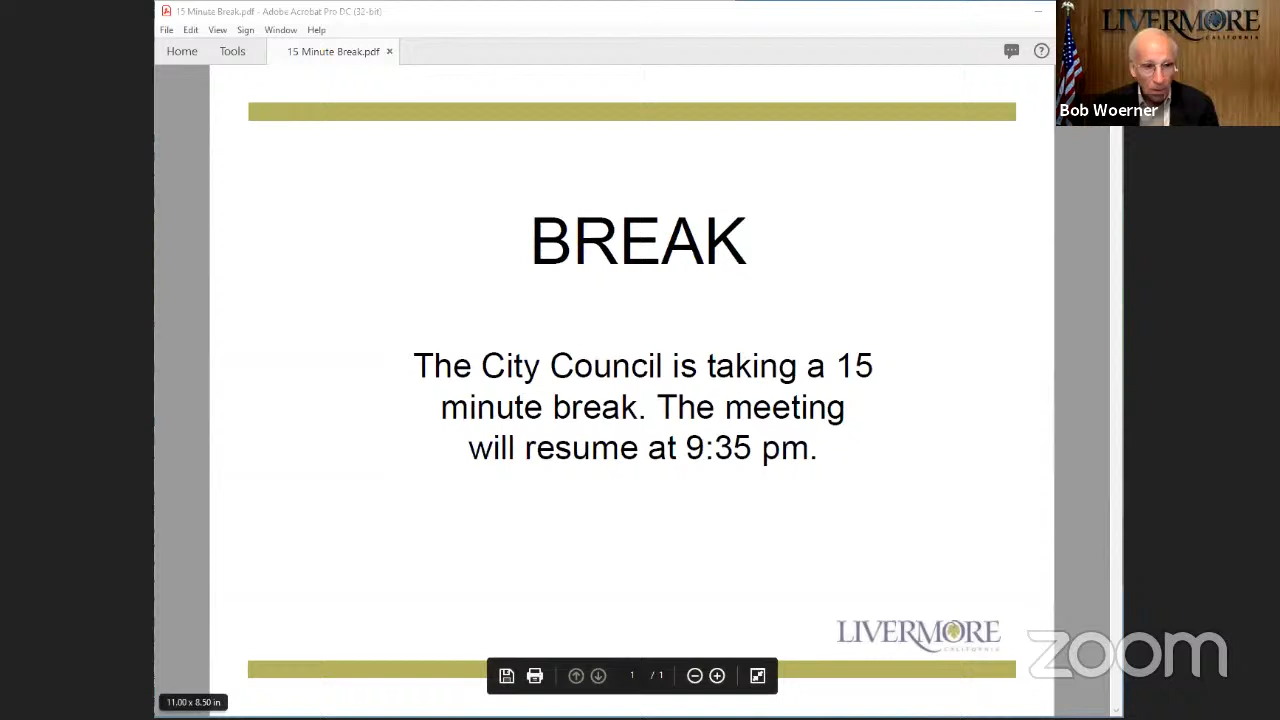 15 Minute Break.pdf - Adobe Acrobat Pro DC (32-bit)
File Edit View Sign Window Help
Home Tools 15 Minute Break.pdf ×
LIVERMORE
CALIFORNIA
Bob Woerner
BREAK
The City Council is taking a 15
minute break. The meeting
will resume at 9:35 pm.
LIVERMORE
CALIFORNIA
zoom
1 / 1
11.00 x 8.50 in